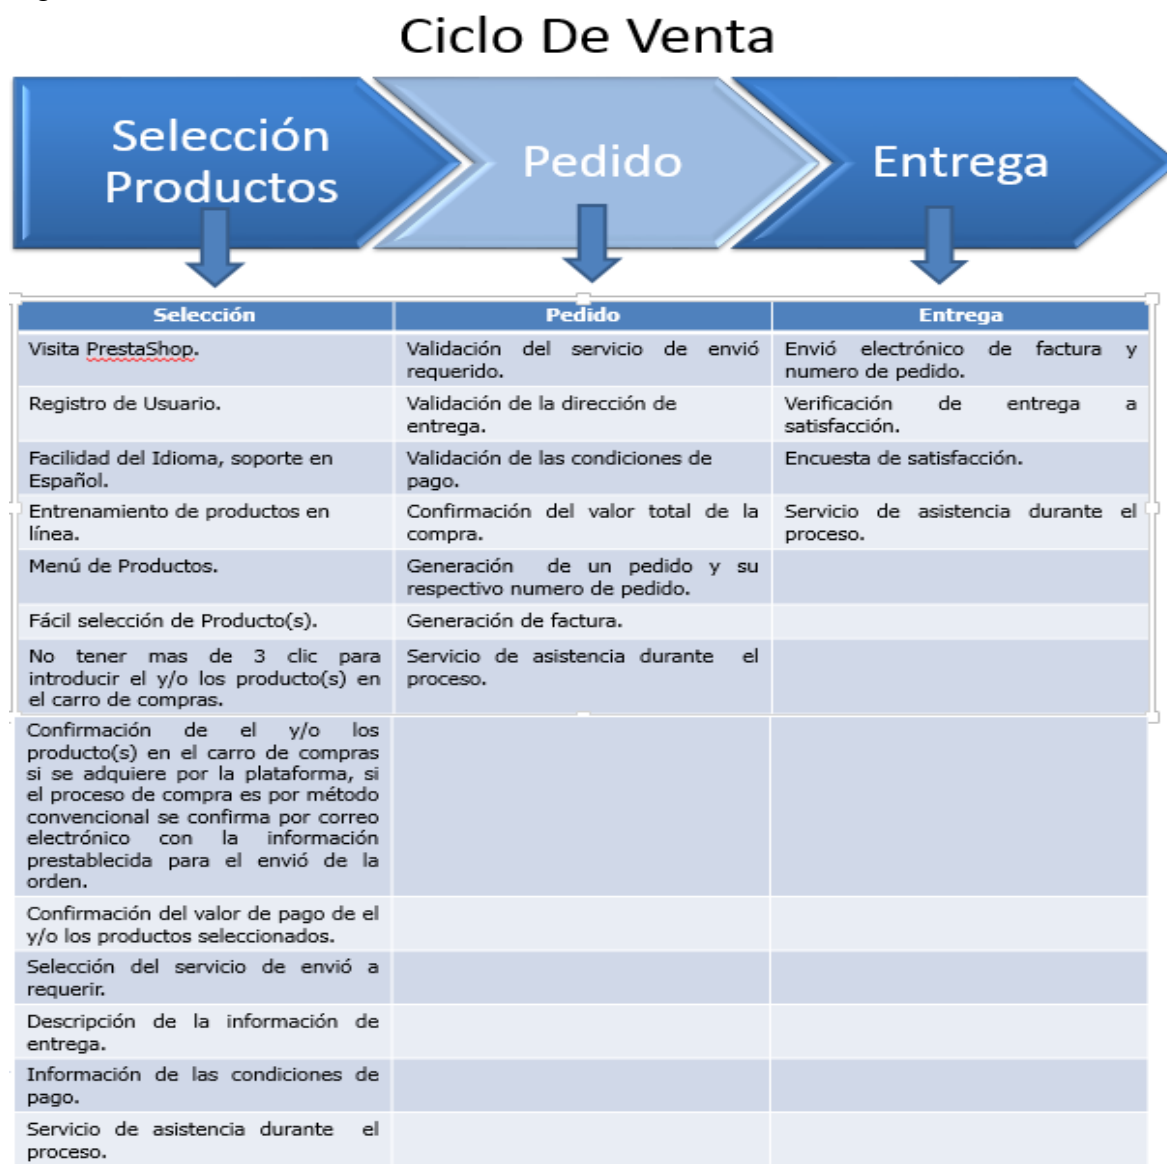 Ciclo De Venta
Selección
Productos
Pedido
Entrega
Selección
Pedido
Entrega
Visita PrestaShop.
Validación del servicio de envió
requerido.
Envió electrónico de factura y
numero de pedido.
Registro de Usuario.
Validación de la dirección de
entrega.
Verificación de entrega a
satisfacción.
Facilidad del Idioma, soporte en
Español.
Validación de las condiciones de
pago.
Encuesta de satisfacción.
Entrenamiento de productos en
línea.
Confirmación del valor total de la
compra.
Servicio de asistencia durante el
proceso.
Menú de Productos.
Generación de un pedido y su
respectivo numero de pedido.
Fácil selección de Producto(s).
Generación de factura.
No tener mas de 3 clic para
introducir el y/o los producto(s) en
el carro de compras.
Servicio de asistencia durante el
proceso.
Confirmación de el y/o los
producto(s) en el carro de compras
si se adquiere por la plataforma, si
el proceso de compra es por método
convencional se confirma por correo
electrónico con la información
prestablecida para el envió de la
orden.
Confirmación del valor de pago de el
y/o los productos seleccionados.
Selección del servicio de envió a
requerir.
Descripción de la información de
entrega.
Información de las condiciones de
pago.
Servicio de asistencia durante el
proceso.